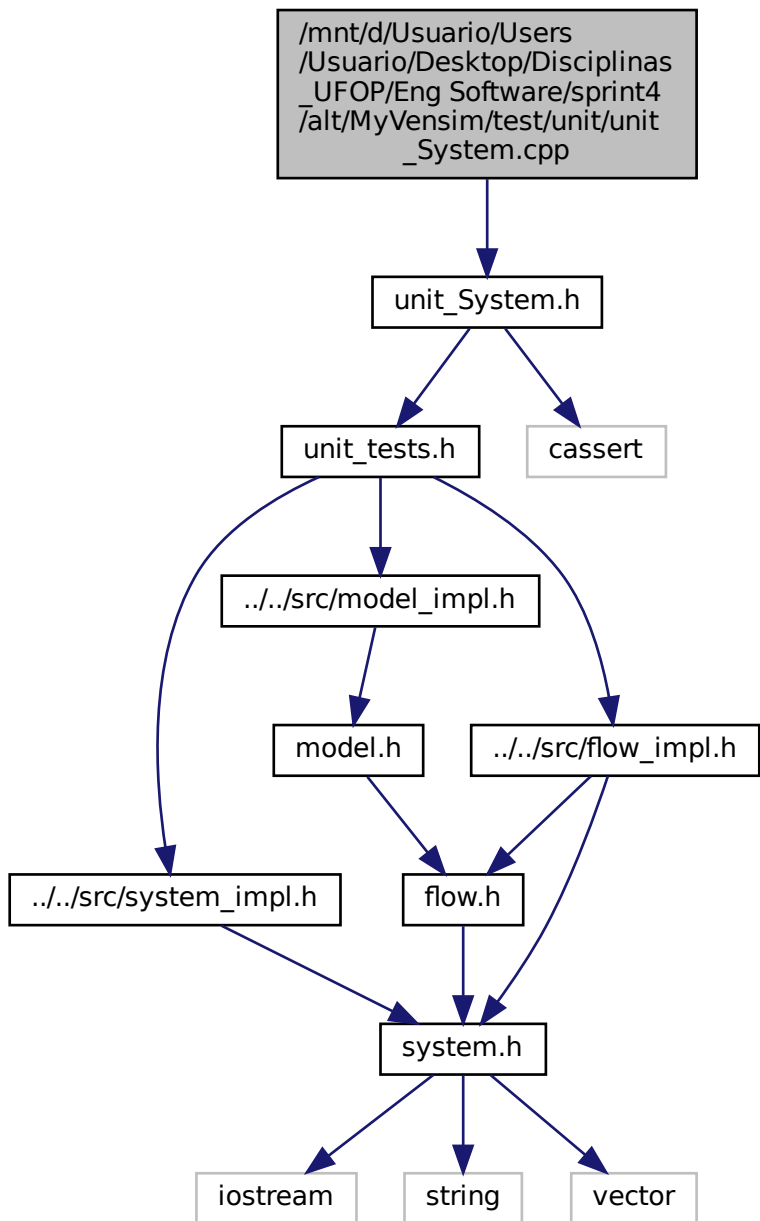 /mnt/d/Usuario/Users
/Usuario/Desktop/Disciplinas
_UFOP/Eng Software/sprint4
/alt/MyVensim/test/unit/unit
_System.cpp
unit_System.h
unit_tests.h
cassert
../../src/model_impl.h
model.h
../../src/flow_impl.h
../../src/system_impl.h
flow.h
system.h
iostream
string
vector